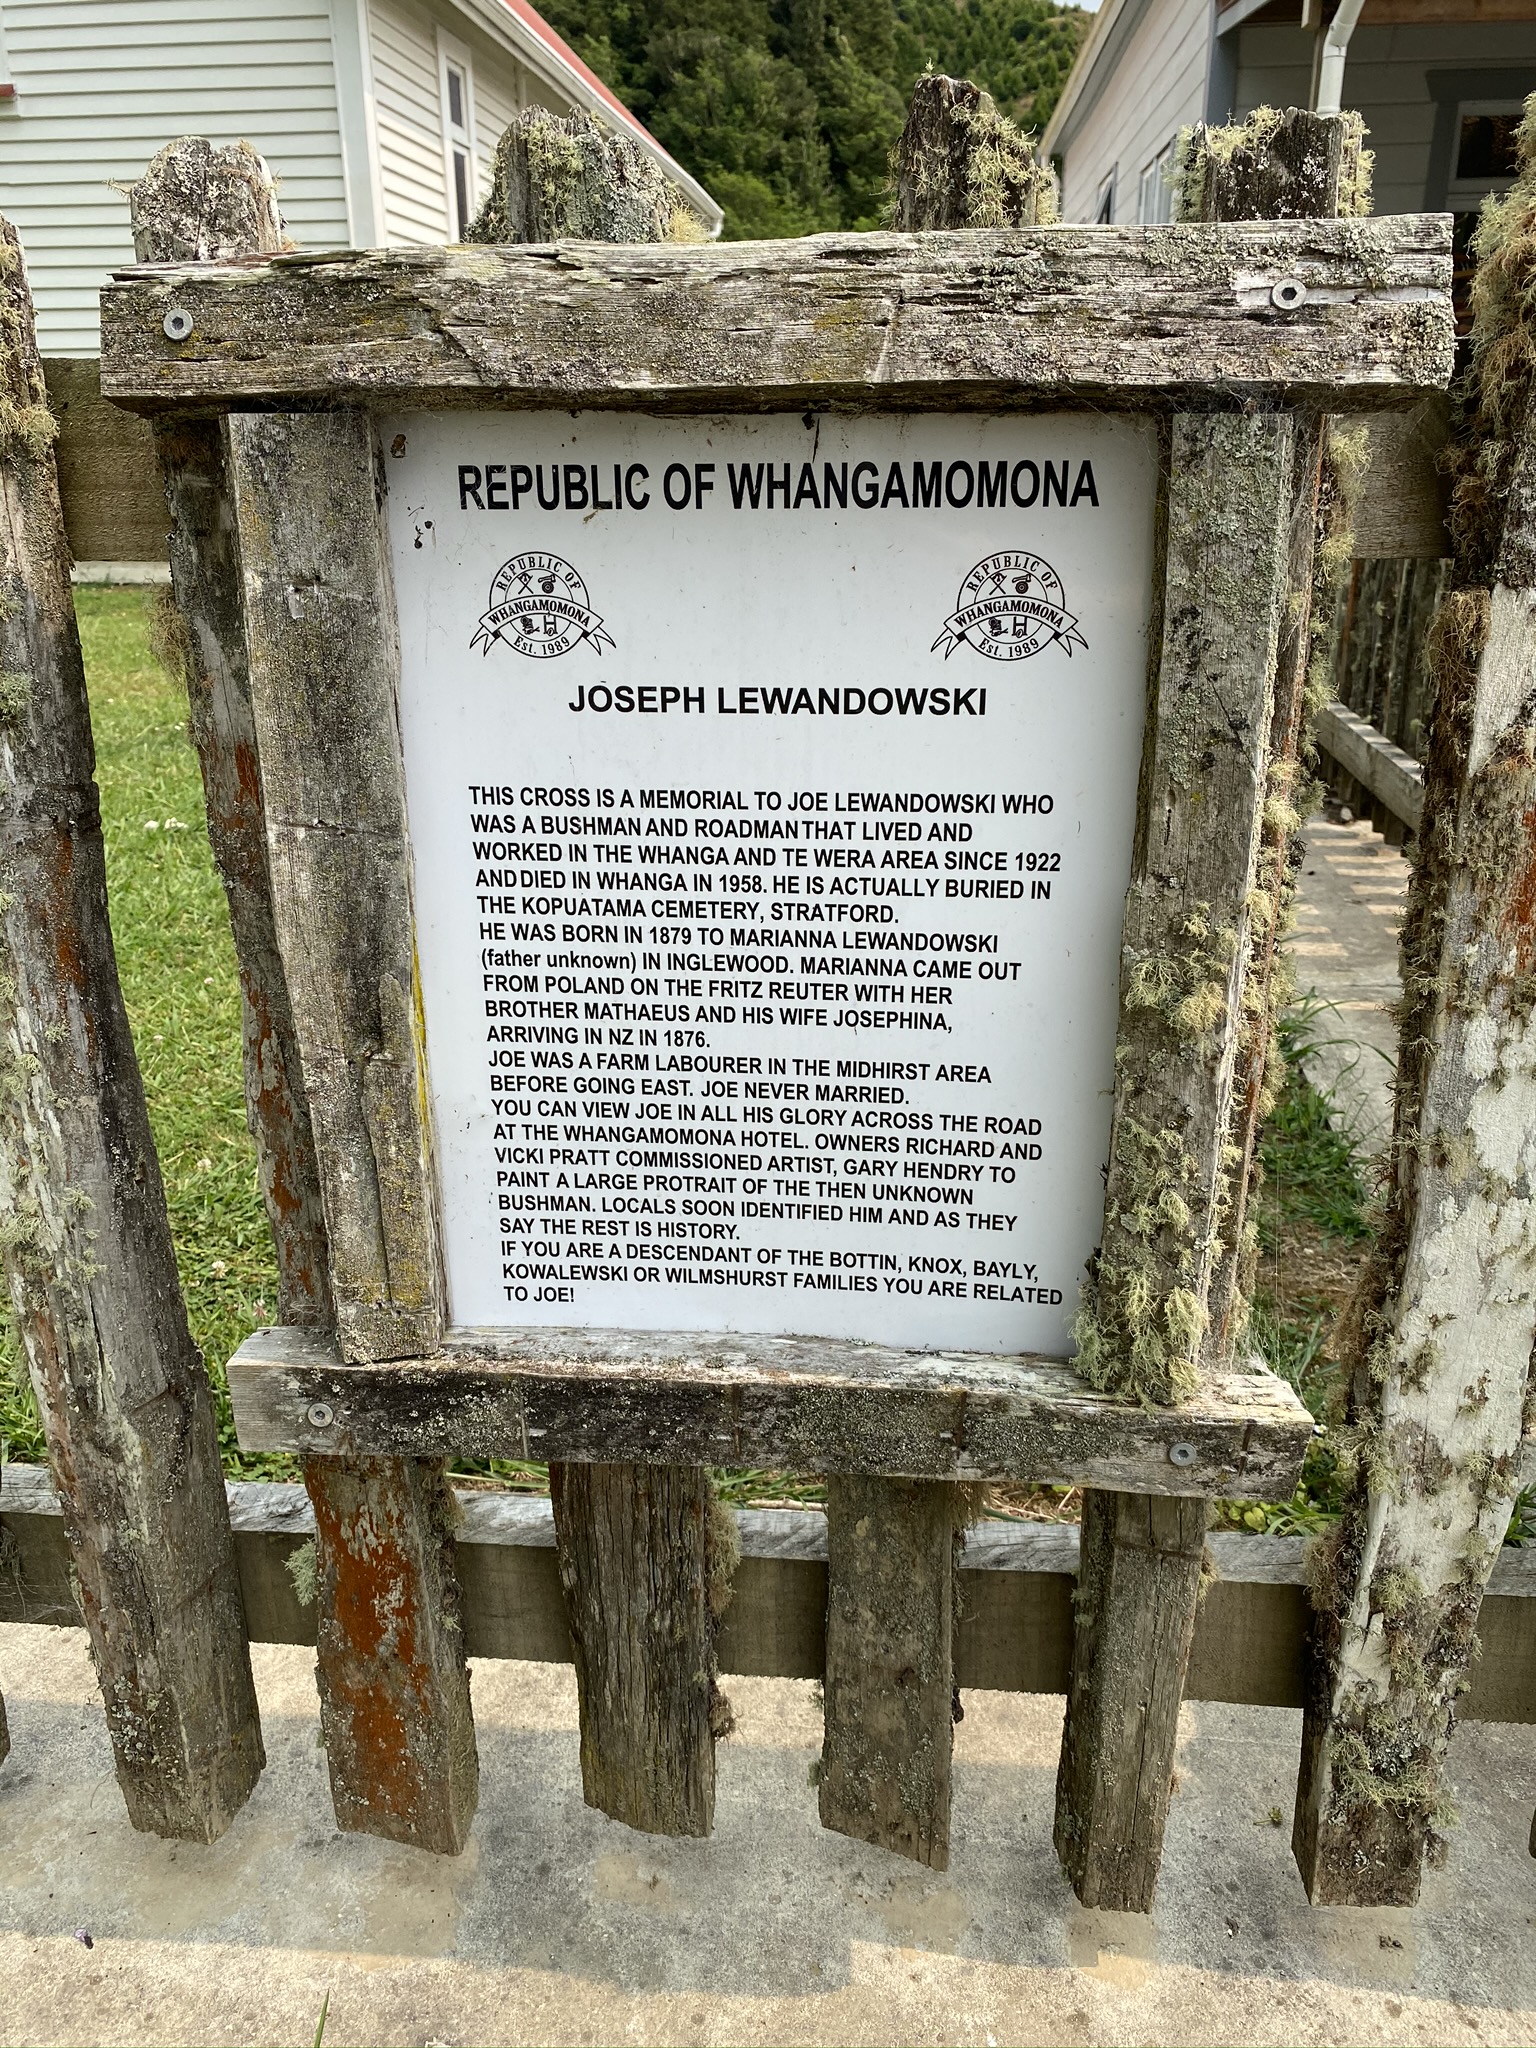 REPUBLIC OF WHANGAMOMONA
REPUBLIC OF
WHANGAMOMONA
Est. 1989
REPUBLIC OF
WHANGAMOMONA
Est. 1989
JOSEPH LEWANDOWSKI
THIS CROSS IS A MEMORIAL TO JOE LEWANDOWSKI WHO
WAS A BUSHMAN AND ROADMAN THAT LIVED AND
WORKED IN THE WHANGA AND TE WERA AREA SINCE 1922
AND DIED IN WHANGA IN 1958. HE IS ACTUALLY BURIED IN
THE KOPUATAMA CEMETERY, STRATFORD.
HE WAS BORN IN 1879 TO MARIANNA LEWANDOWSKI
(father unknown) IN INGLEWOOD. MARIANNA CAME OUT
FROM POLAND ON THE FRITZ REUTER WITH HER
BROTHER MATHAEUS AND HIS WIFE JOSEPHINA,
ARRIVING IN NZ IN 1876.
JOE WAS A FARM LABOURER IN THE MIDHIRST AREA
BEFORE GOING EAST. JOE NEVER MARRIED.
YOU CAN VIEW JOE IN ALL HIS GLORY ACROSS THE ROAD
AT THE WHANGAMOMONA HOTEL. OWNERS RICHARD AND
VICKI PRATT COMMISSIONED ARTIST, GARY HENDRY TO
PAINT A LARGE PROTRAIT OF THE THEN UNKNOWN
BUSHMAN. LOCALS SOON IDENTIFIED HIM AND AS THEY
SAY THE REST IS HISTORY.
IF YOU ARE A DESCENDANT OF THE BOTTIN, KNOX, BAYLY,
KOWALEWSKI OR WILMSHURST FAMILIES YOU ARE RELATED
TO JOE!